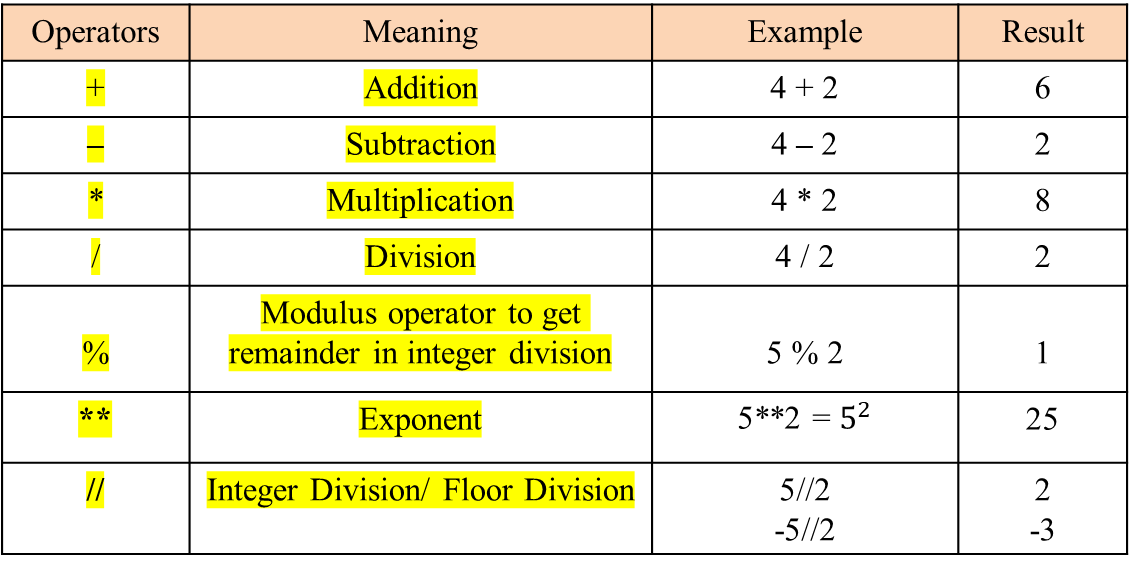 Operators Meaning Example Result
+ Addition 4 + 2 6
– Subtraction 4 – 2 2
* Multiplication 4 * 2 8
/ Division 4 / 2 2
Modulus operator to get
% remainder in integer division 5 % 2 1
** Exponent 5**2 = 5² 25
// Integer Division/ Floor Division 5//2 2
-5//2 -3